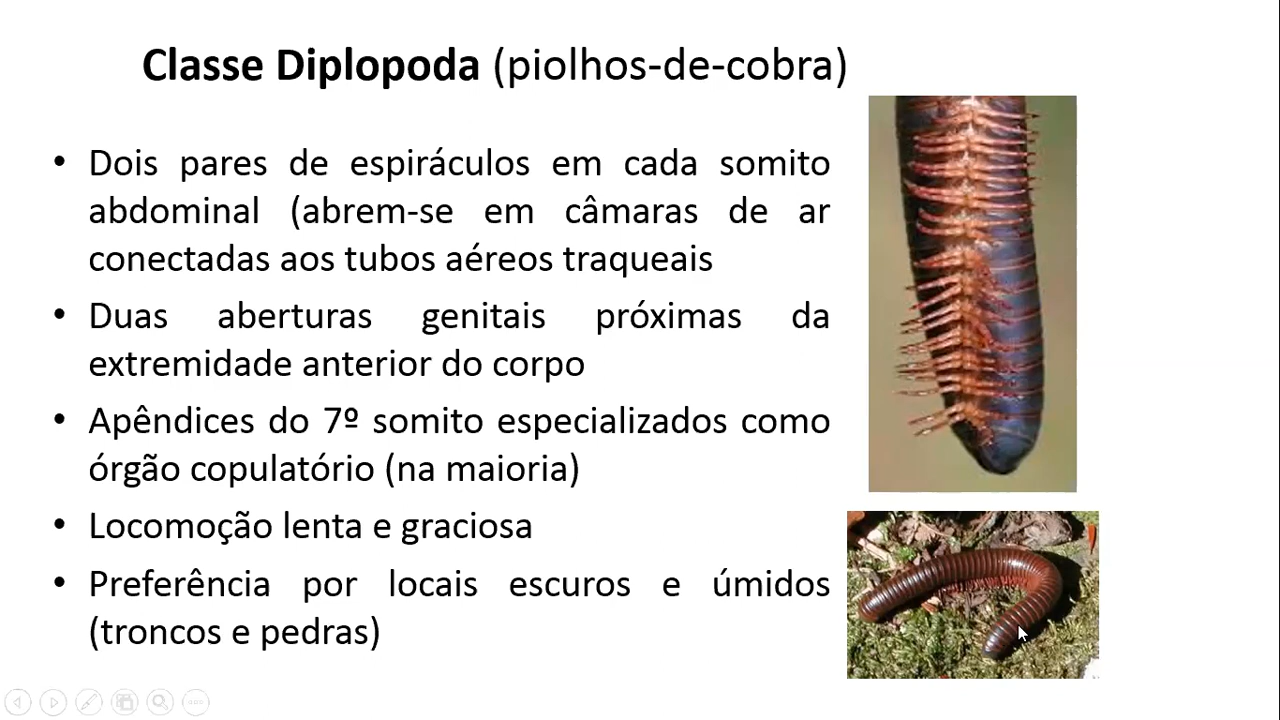 Classe Diplopoda (piolhos-de-cobra)
• Dois pares de espiráculos em cada somito
abdominal (abrem-se em câmaras de ar
conectadas aos tubos aéreos traqueais
• Duas aberturas genitais próximas da
extremidade anterior do corpo
• Apêndices do 7º somito especializados como
órgão copulatório (na maioria)
• Locomoção lenta e graciosa
• Preferência por locais escuros e úmidos
(troncos e pedras)